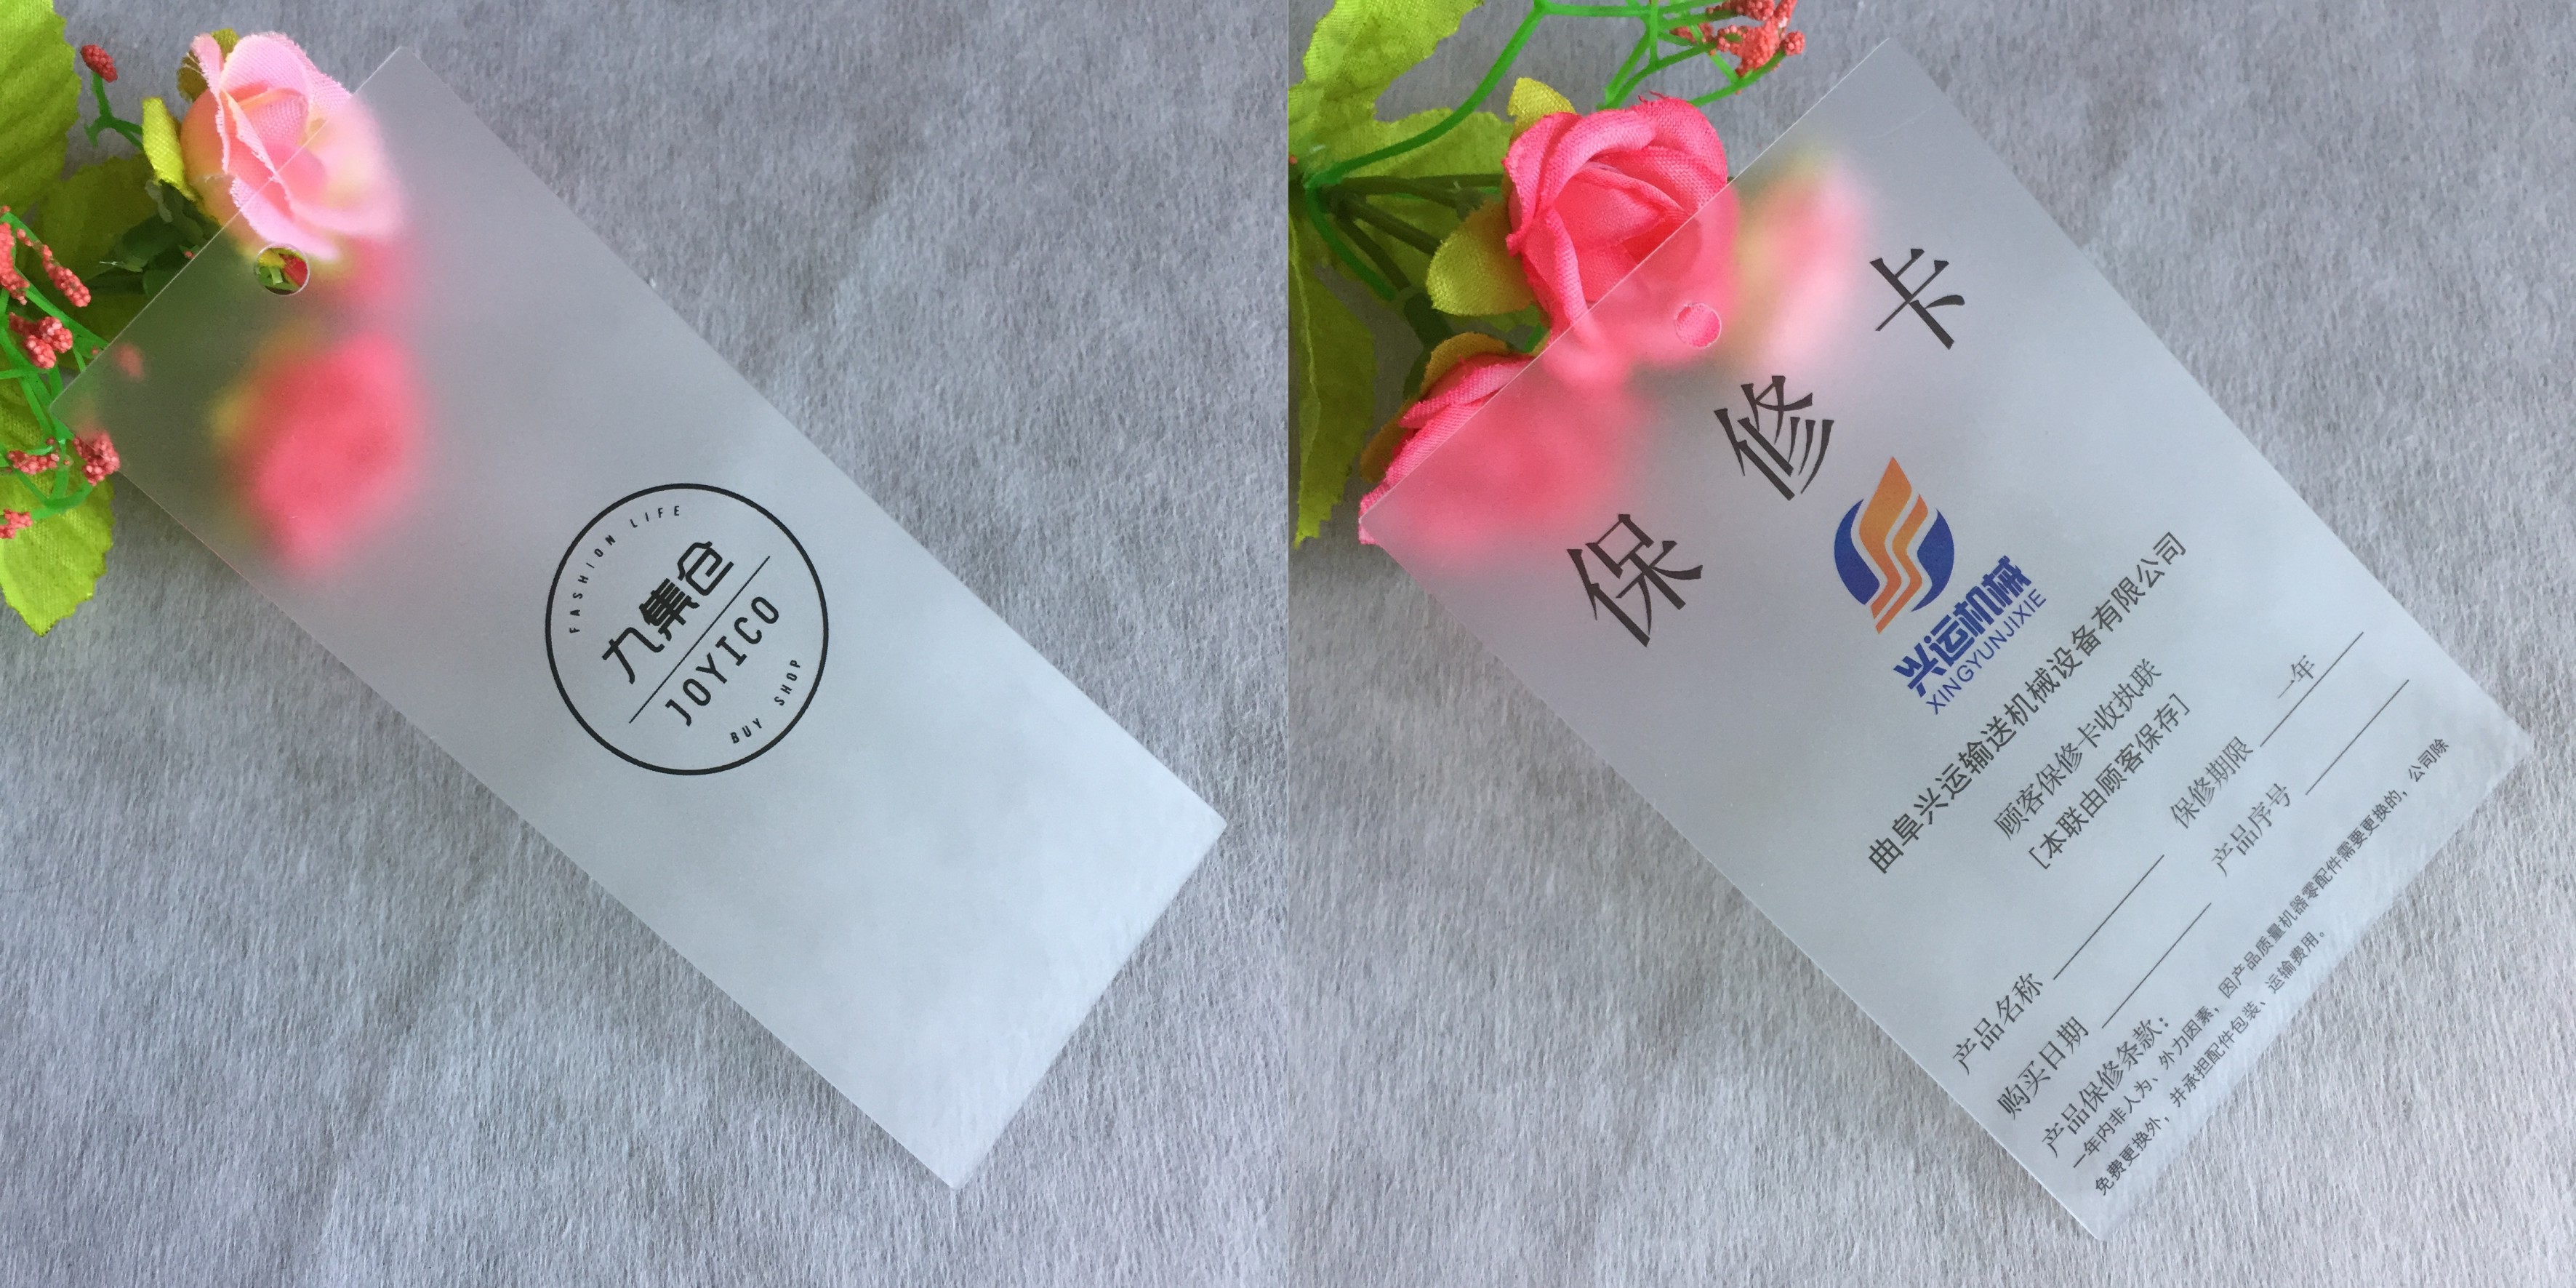 FASHION LIFE
九集仓
JOYICO
BUY SHOP
保修卡
兴运机械
XINGYUNJIXIE
曲阜兴运输送机械设备有限公司
顾客保修卡收执联
[本联由顾客保存]
产品名称 保修期限 一年
购买日期 产品序号
产品保修条款：
一年内非人为、外力因素，因产品质量机器零配件需要更换的，公司除
免费更换外，并承担配件包装、运输费用。